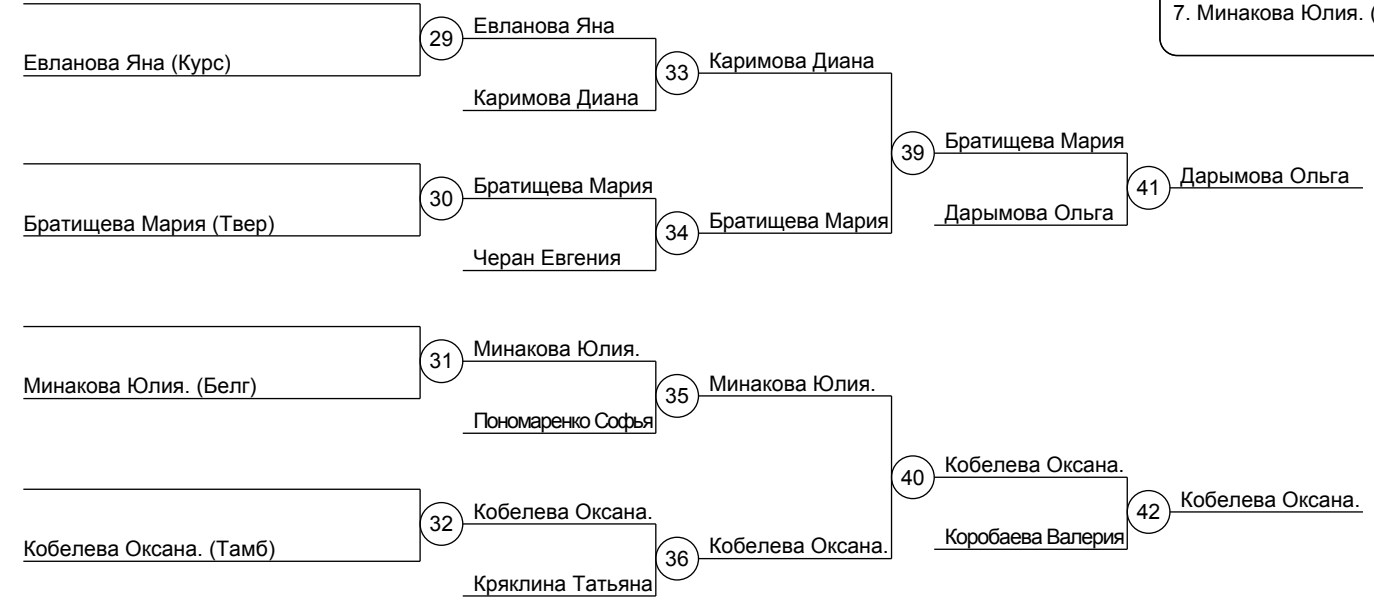 7. Минакова Юлия. (
29
Евланова Яна
Евланова Яна (Курс)
33
Каримова Диана
Каримова Диана
39
Братищева Мария
30
Братищева Мария
41
Дарымова Ольга
Братищева Мария (Твер)
34
Братищева Мария
Дарымова Ольга
Черан Евгения
31
Минакова Юлия.
Минакова Юлия. (Белг)
35
Минакова Юлия.
Пономаренко Софья
40
Кобелева Оксана.
32
Кобелева Оксана.
42
Кобелева Оксана.
Кобелева Оксана. (Тамб)
36
Кобелева Оксана.
Коробаева Валерия
Кряклина Татьяна